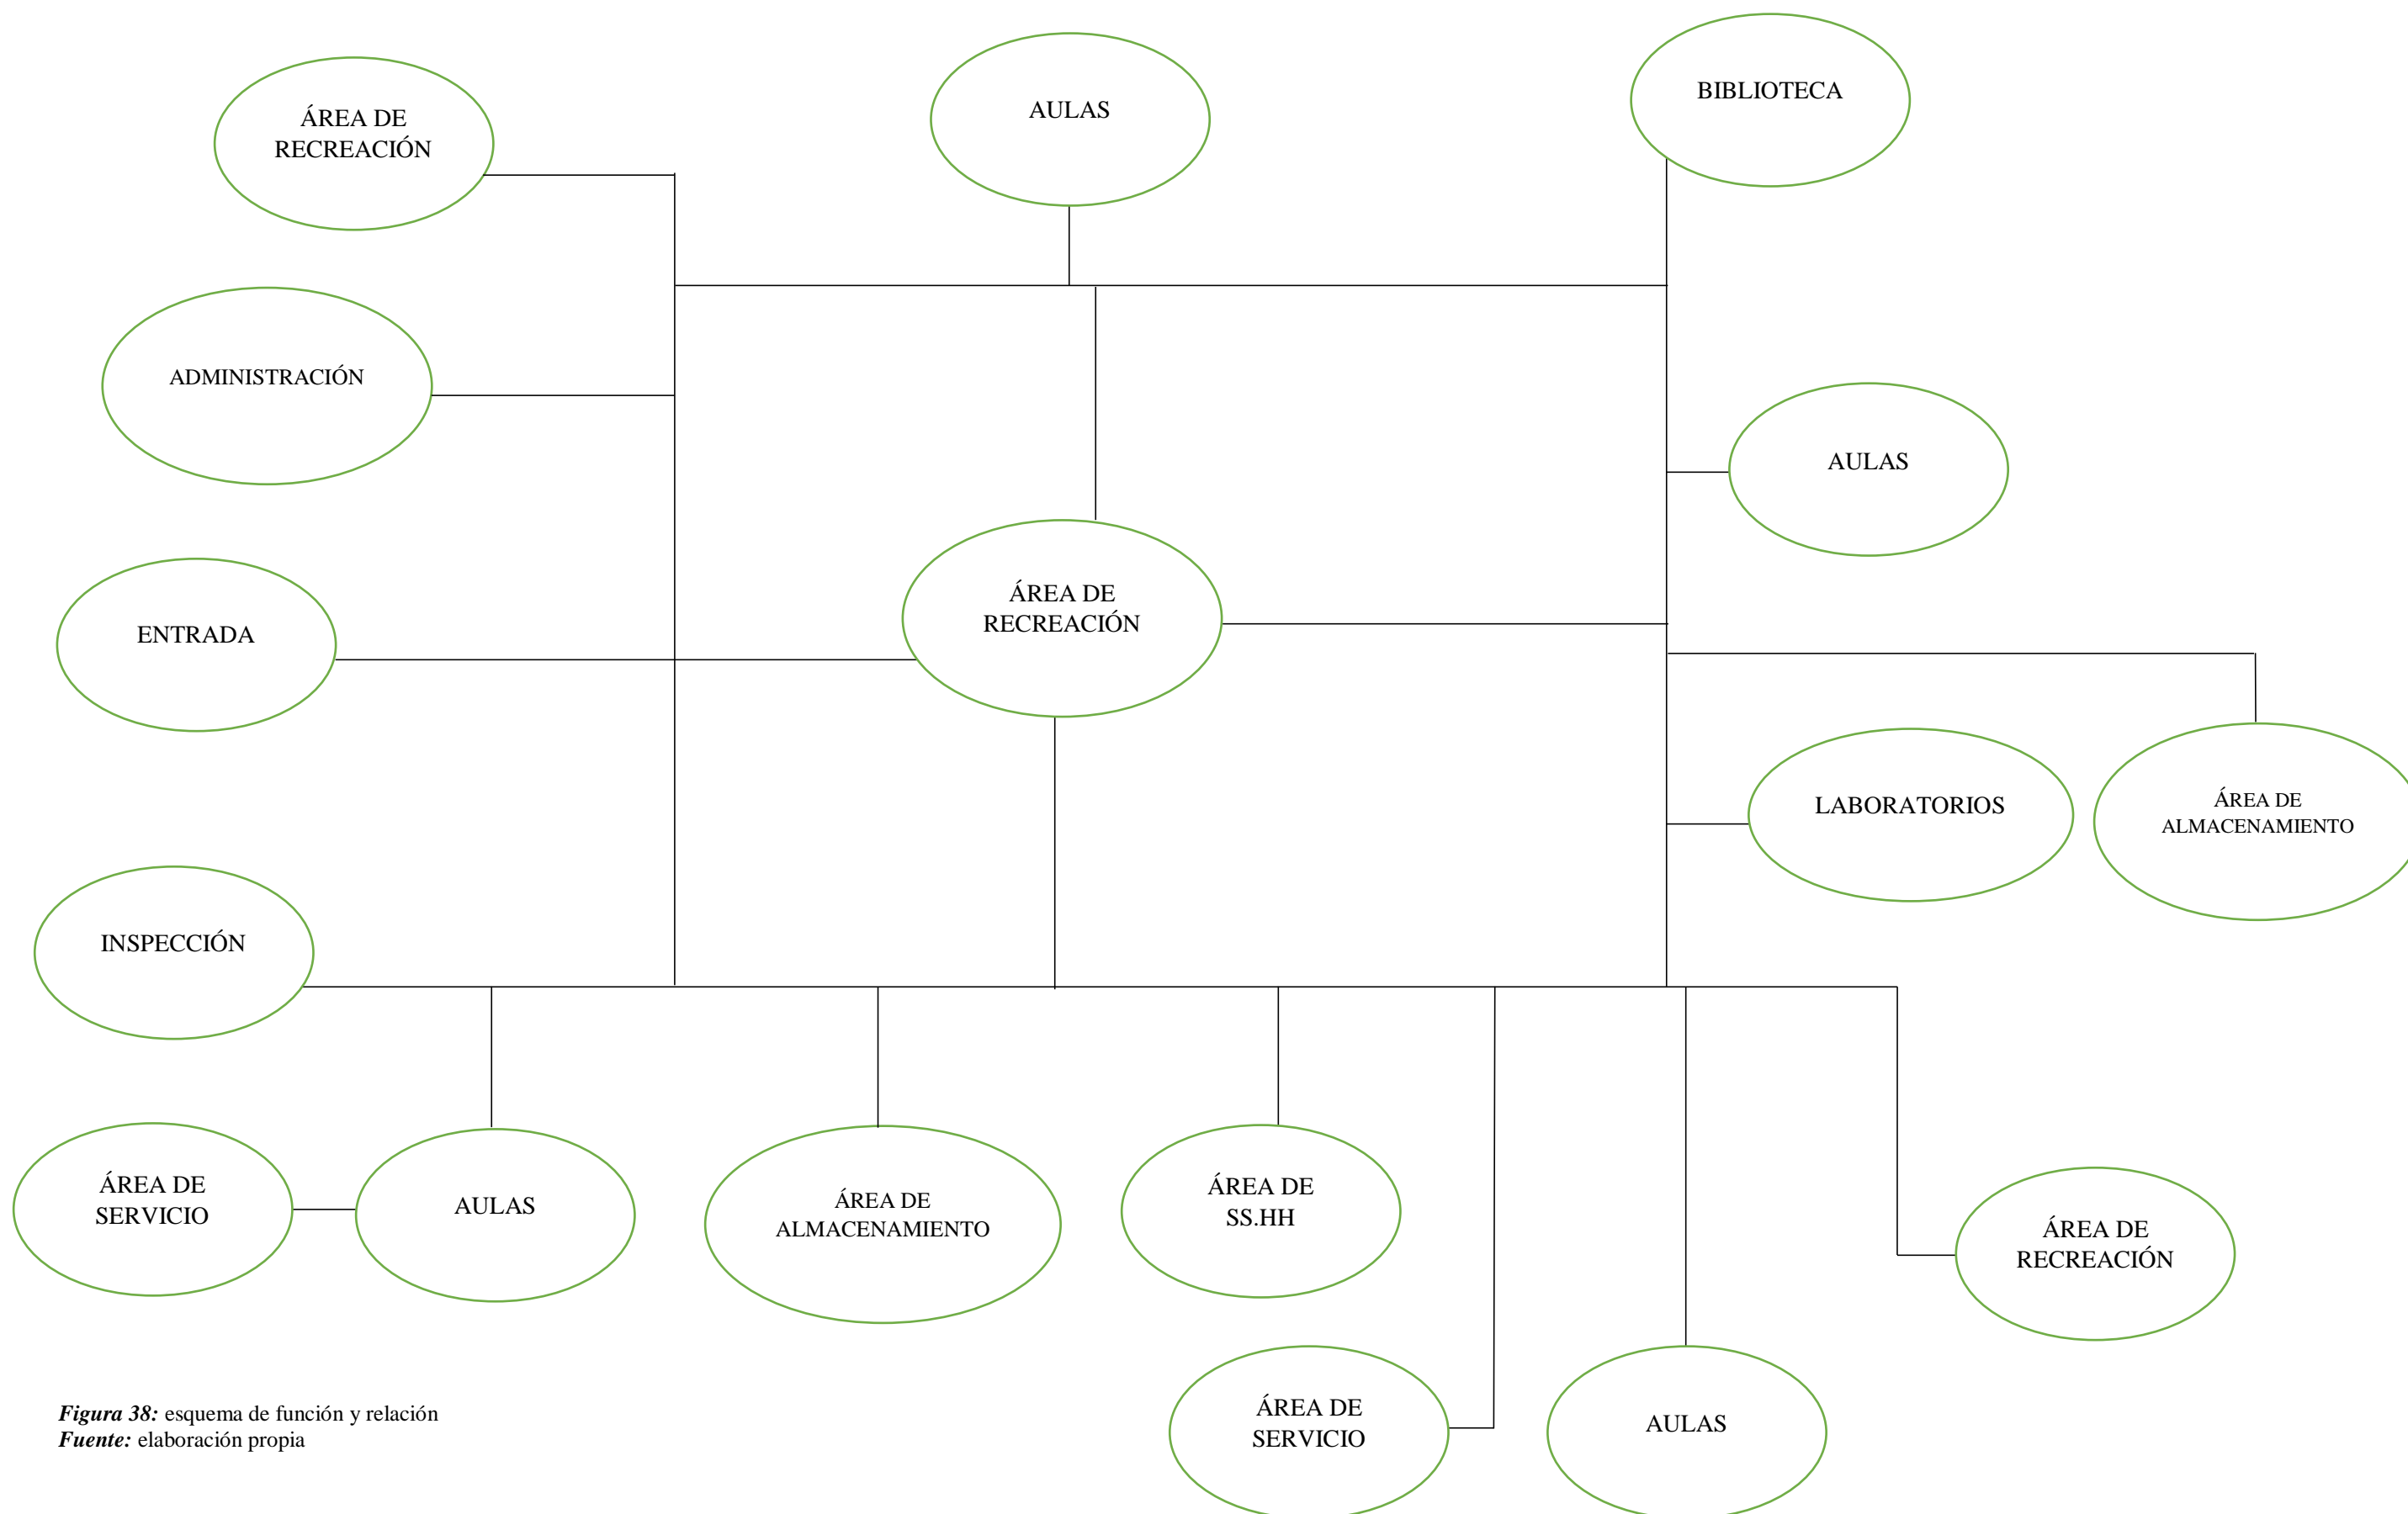 ÁREA DE
RECREACIÓN
AULAS
BIBLIOTECA
ADMINISTRACIÓN
AULAS
ENTRADA
ÁREA DE
RECREACIÓN
LABORATORIOS
ÁREA DE
ALMACENAMIENTO
INSPECCIÓN
ÁREA DE
SERVICIO
AULAS
ÁREA DE
ALMACENAMIENTO
ÁREA DE
SS.HH
ÁREA DE
RECREACIÓN
ÁREA DE
SERVICIO
AULAS
Figura 38: esquema de función y relación
Fuente: elaboración propia